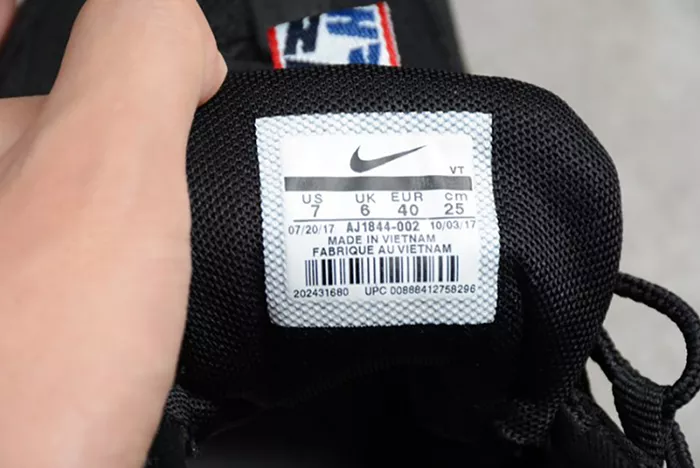 VT
US UK EUR cm
7 6 40 25
07/20/17 AJ1844-002 10/03/17
MADE IN VIETNAM
FABRIQUE AU VIETNAM
202431680 UPC 00888412758296